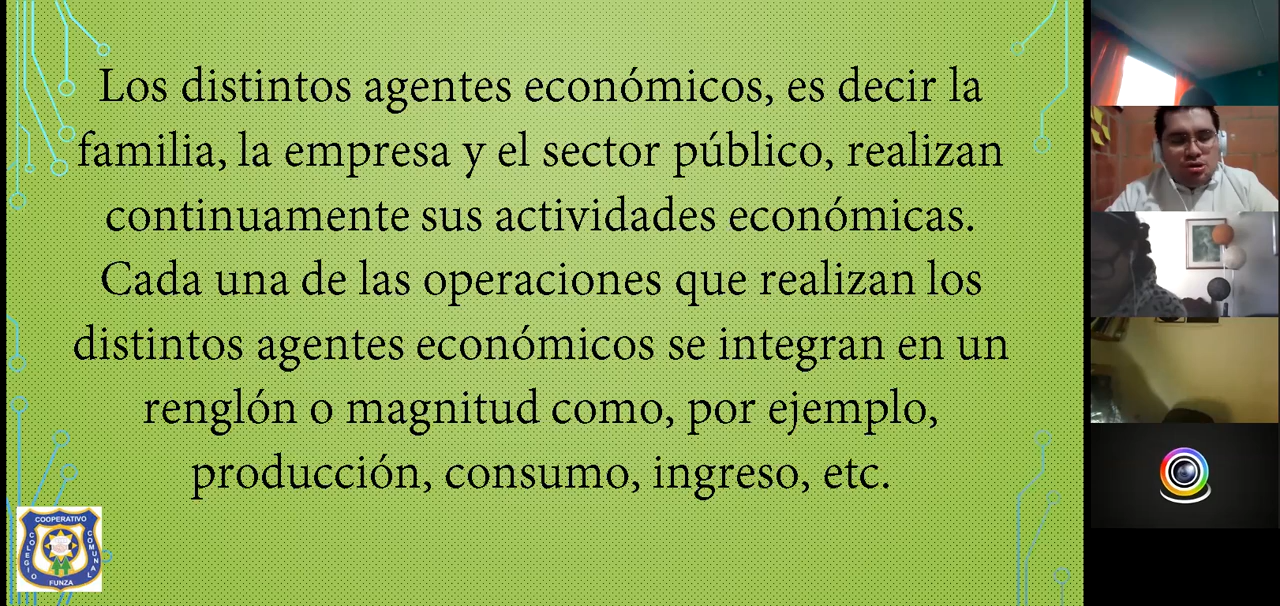 Los distintos agentes económicos, es decir la
familia, la empresa y el sector público, realizan
continuamente sus actividades económicas.
Cada una de las operaciones que realizan los
distintos agentes económicos se integran en un
renglón o magnitud como, por ejemplo,
producción, consumo, ingreso, etc.
COOPERATIVO
COLEGIO
COMUNAL
FUNZA